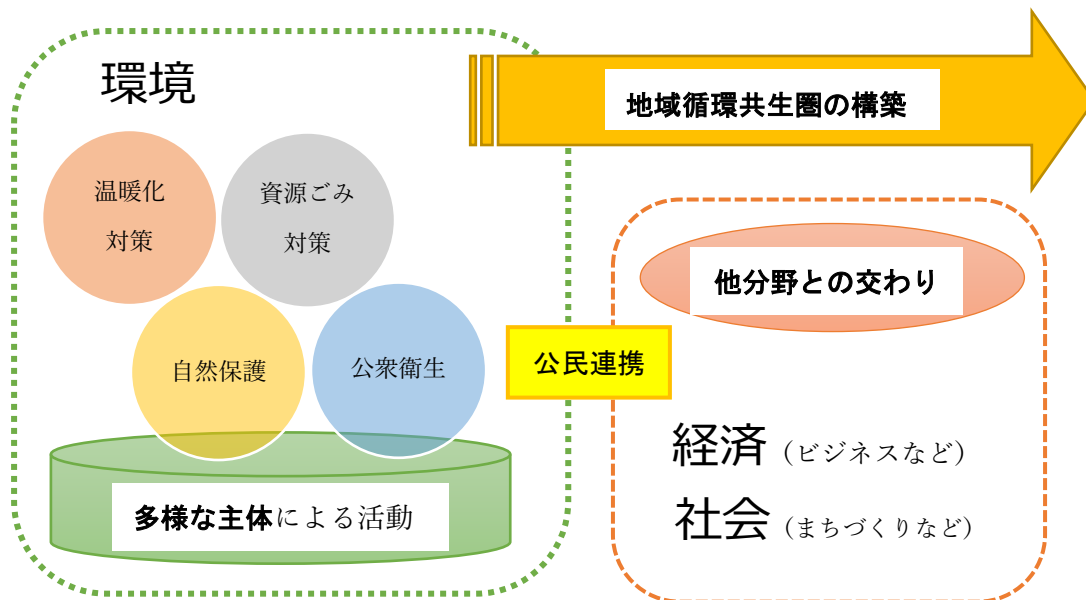 環境
地域循環共生圏の構築
温暖化
対策
資源ごみ
対策
自然保護
公衆衛生
多様な主体による活動
公民連携
他分野との交わり
経済（ビジネスなど）
社会（まちづくりなど）